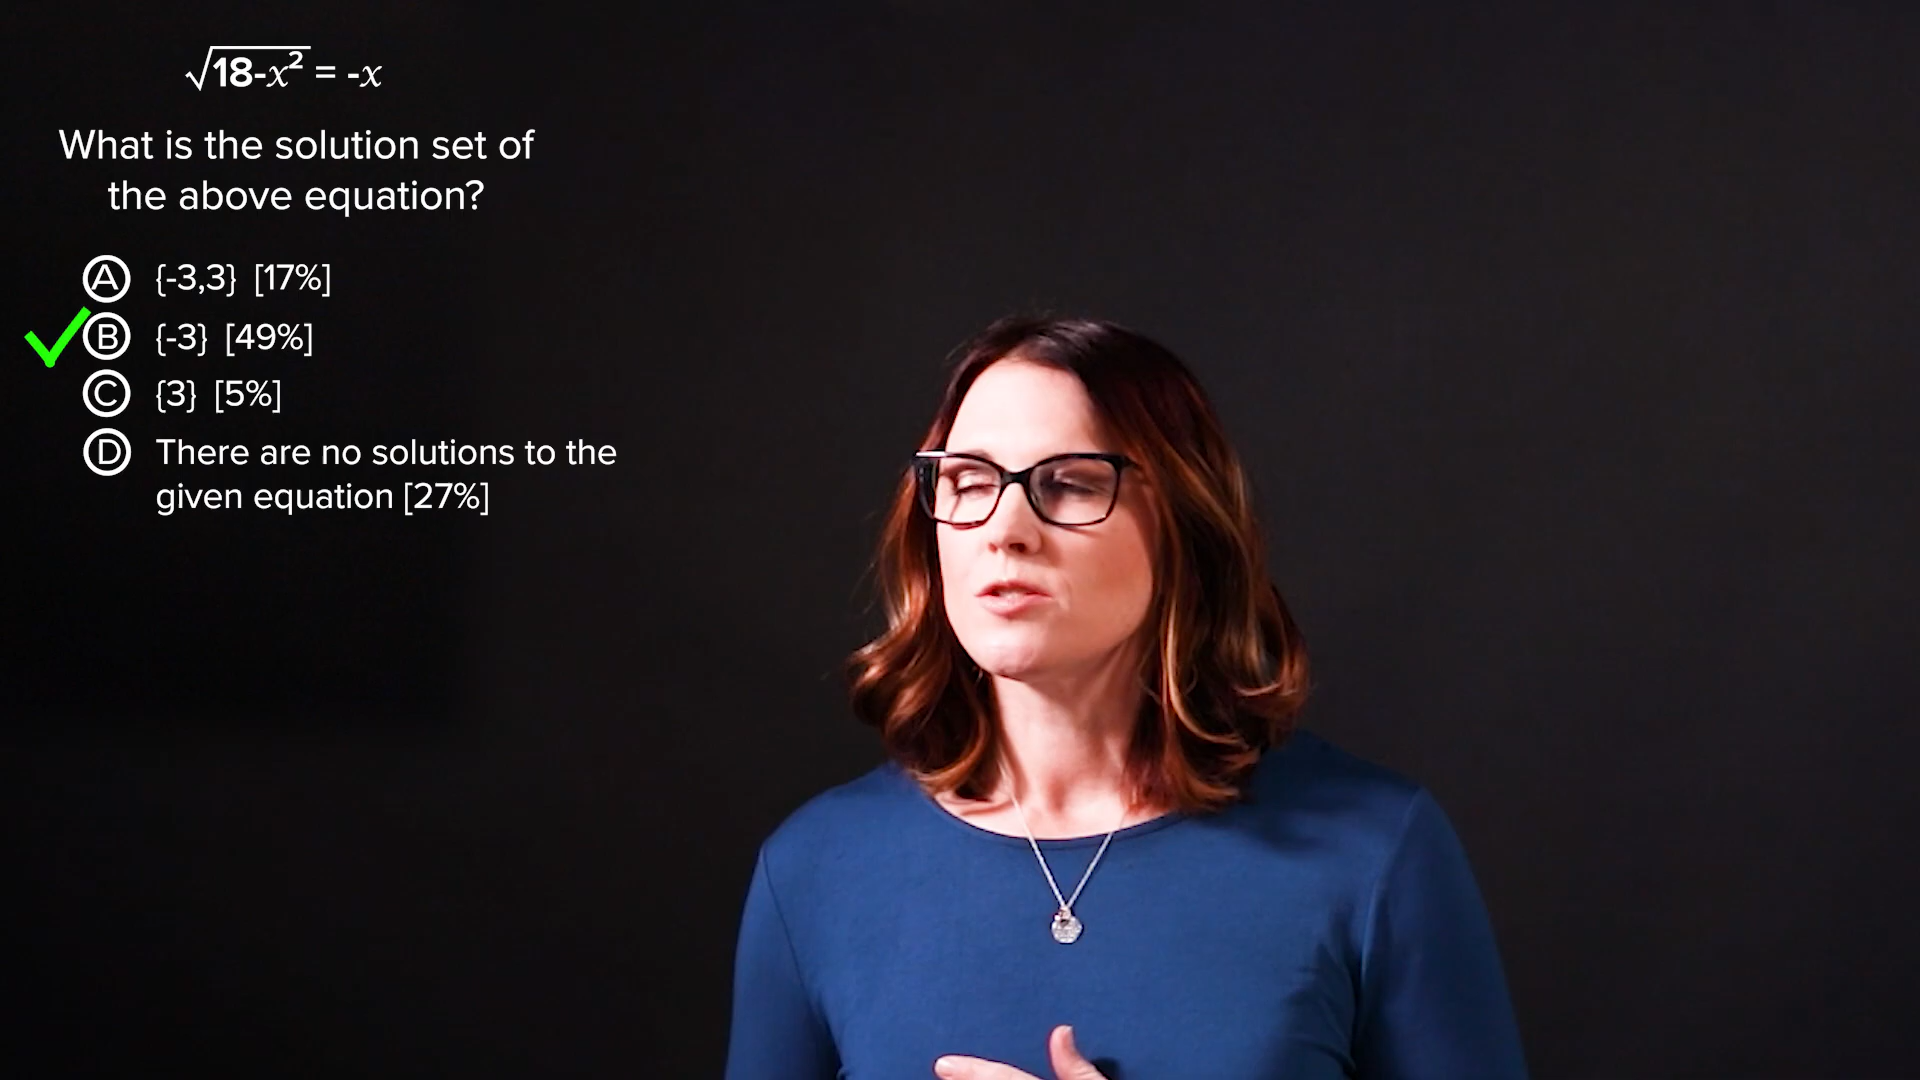 √18-x² = -x
What is the solution set of
the above equation?
A {-3,3} [17%]
B {-3} [49%]
C {3} [5%]
D There are no solutions to the
given equation [27%]